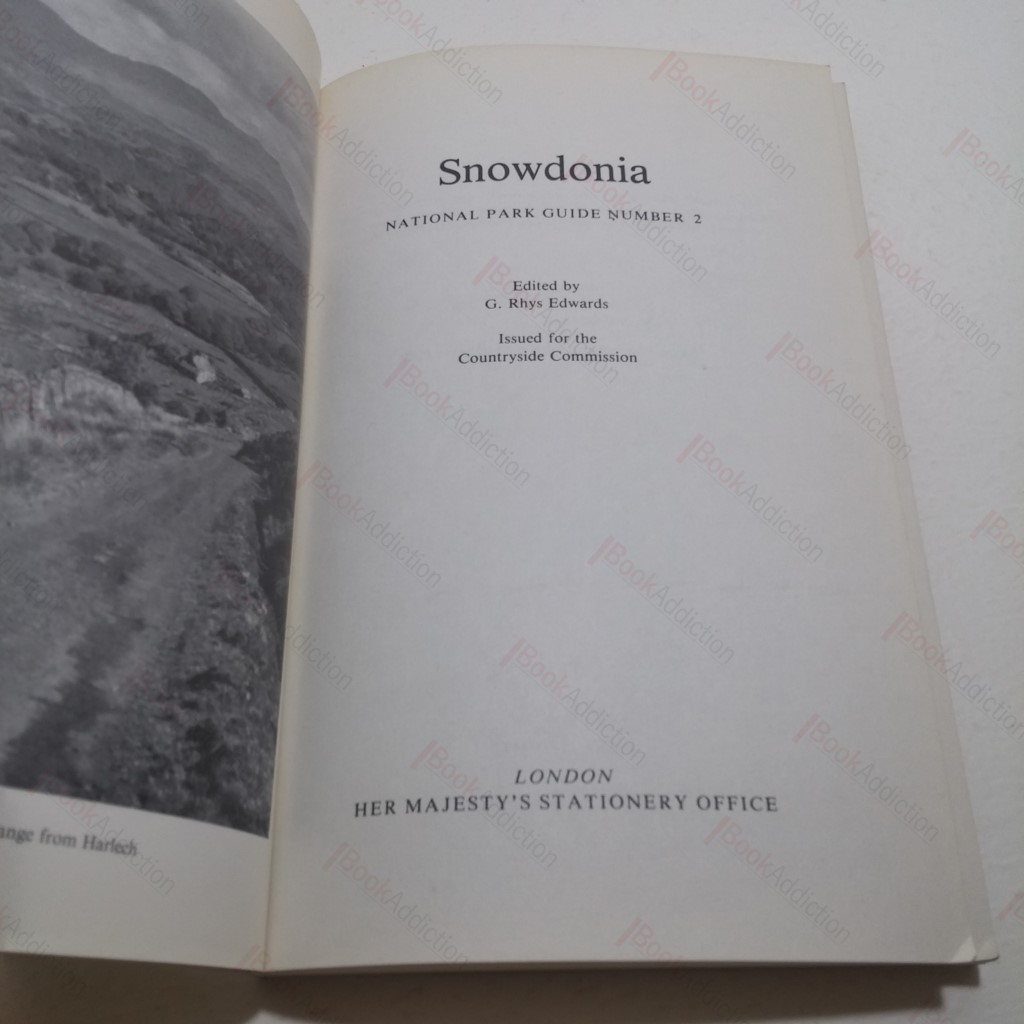 ange from Harlech
Snowdonia
NATIONAL PARK GUIDE NUMBER 2
Edited by
G. Rhys Edwards
Issued for the
Countryside Commission
LONDON
HER MAJESTY'S STATIONERY OFFICE
BookAddiction